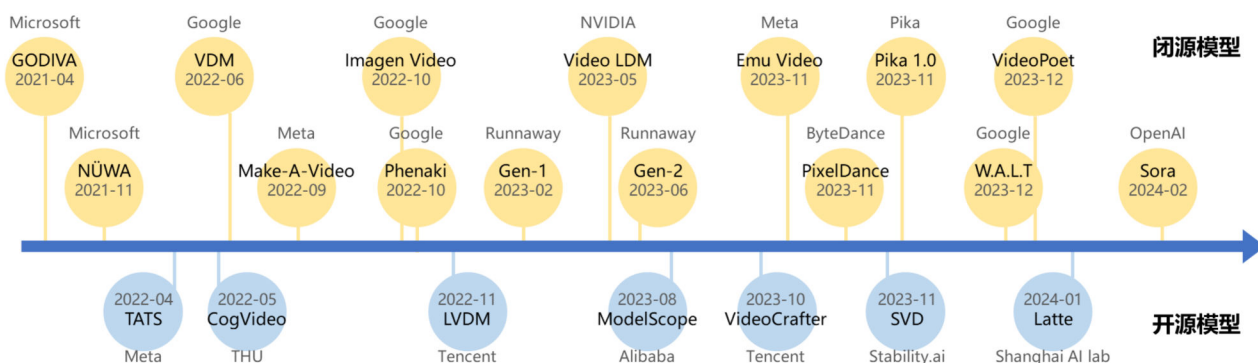 Microsoft
GODIVA
2021-04
Google
VDM
2022-06
Google
Imagen Video
2022-10
NVIDIA
Video LDM
2023-05
Meta
Emu Video
2023-11
Pika
Pika 1.0
2023-11
Google
VideoPoet
2023-12
闭源模型
Microsoft
NÜWA
2021-11
Meta
Make-A-Video
2022-09
Google
Phenaki
2022-10
Runnaway
Gen-1
2023-02
Runnaway
Gen-2
2023-06
ByteDance
PixelDance
2023-11
Google
W.A.L.T
2023-12
OpenAI
Sora
2024-02
2022-04
TATS
Meta
2022-05
CogVideo
THU
2022-11
LVDM
Tencent
2023-08
ModelScope
Alibaba
2023-10
VideoCrafter
Tencent
2023-11
SVD
Stability.ai
2024-01
Latte
Shanghai AI lab
开源模型